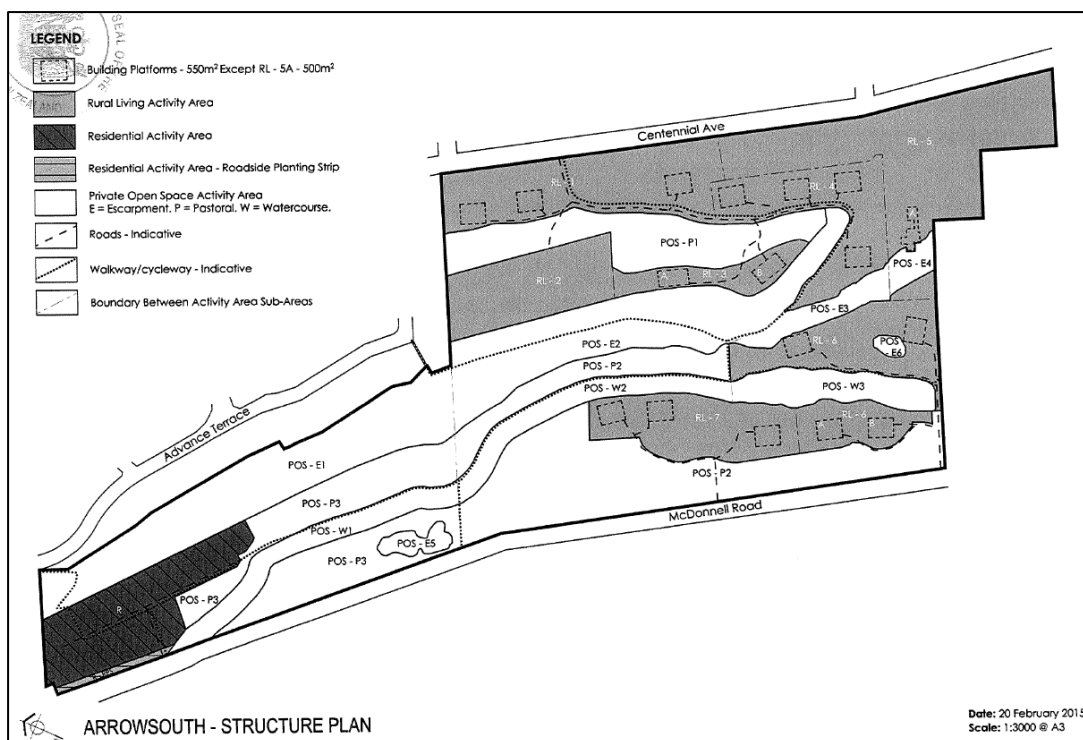 LEGEND
Building Platforms - 550m² Except RL - 5A - 500m²
Rural Living Activity Area
Residential Activity Area
Residential Activity Area - Roadside Planting Strip
Private Open Space Activity Area
E = Escarpment, P = Pastoral, W = Watercourse.
Roads - Indicative
Walkway/cycleway - Indicative
Boundary Between Activity Area Sub-Areas
SEAL OF THE
Centennial Ave
RL - 5
RL - 4
POS - P1
A
RL - 2
A
RL - 3
B
POS - E4
POS - E3
POS - E2
RL - 6
POS
- E6
POS - P2
POS - W2
POS - W3
Advance Terrace
RL - 7
RL - 6
A
B
POS - E1
POS - P2
POS - P3
McDonnell Road
POS - W1
POS - E5
POS - P3
POS - P3
R
ARROWSOUTH - STRUCTURE PLAN
Date: 20 February 2015
Scale: 1:3000 @ A3